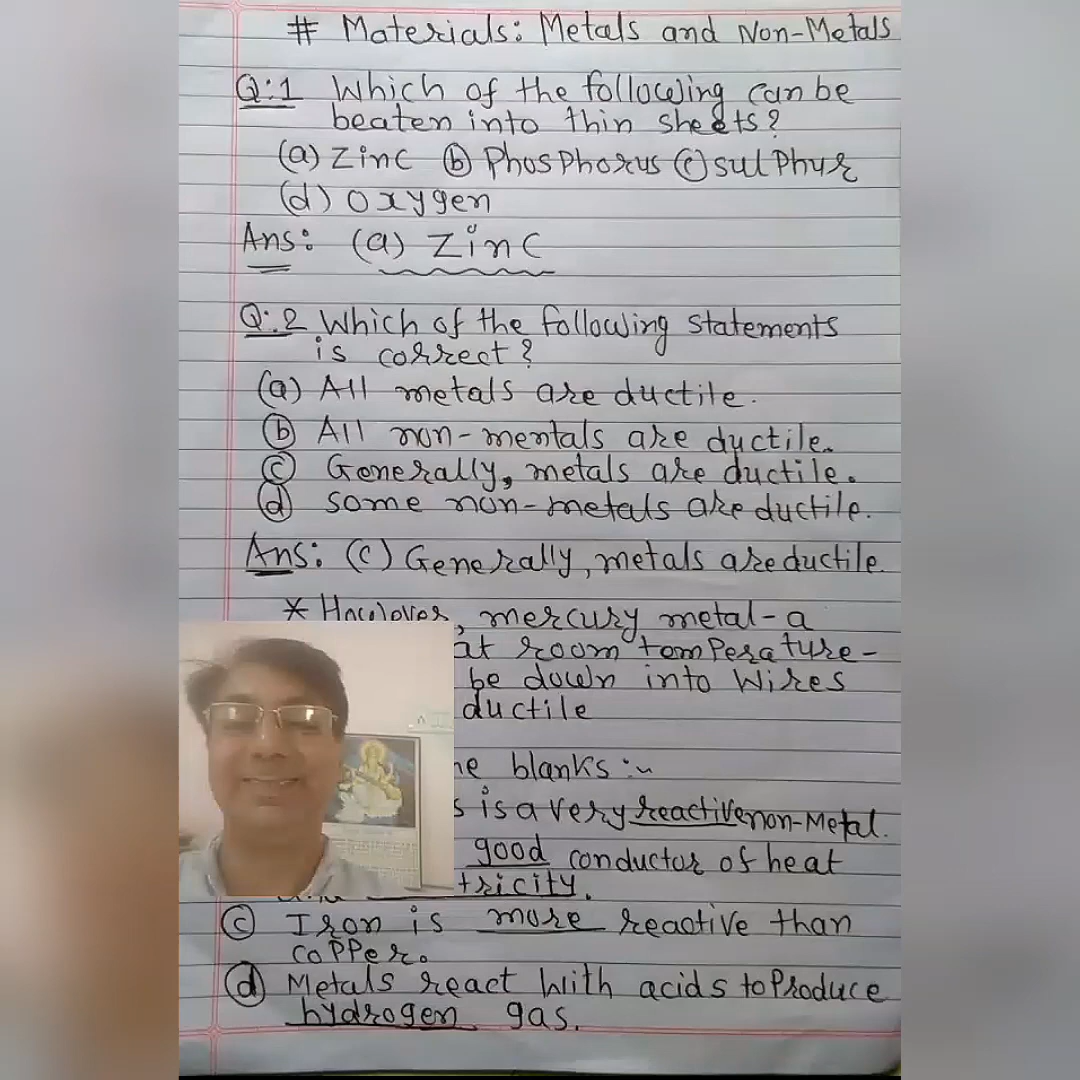 # Materials: Metals and Non-Metals
Q:1 Which of the following can be
beaten into thin sheets?
(a) Zinc (b) Phosphorus (c) sulphur
(d) oxygen
Ans: (a) Zinc
Q:2 Which of the following statements
is correct?
(a) All metals are ductile.
(b) All non-mentals are ductile.
(c) Generally, metals are ductile.
(d) some non-metals are ductile.
Ans: (c) Generally, metals are ductile.
* However, mercury metal-a
at room temperature-
be down into wires
ductile
blanks :~
is a very reactive non-Metal.
good conductor of heat
tricity.
(c) Iron is more reactive than
copper.
(d) Metals react with acids to Produce
hydrogen gas.